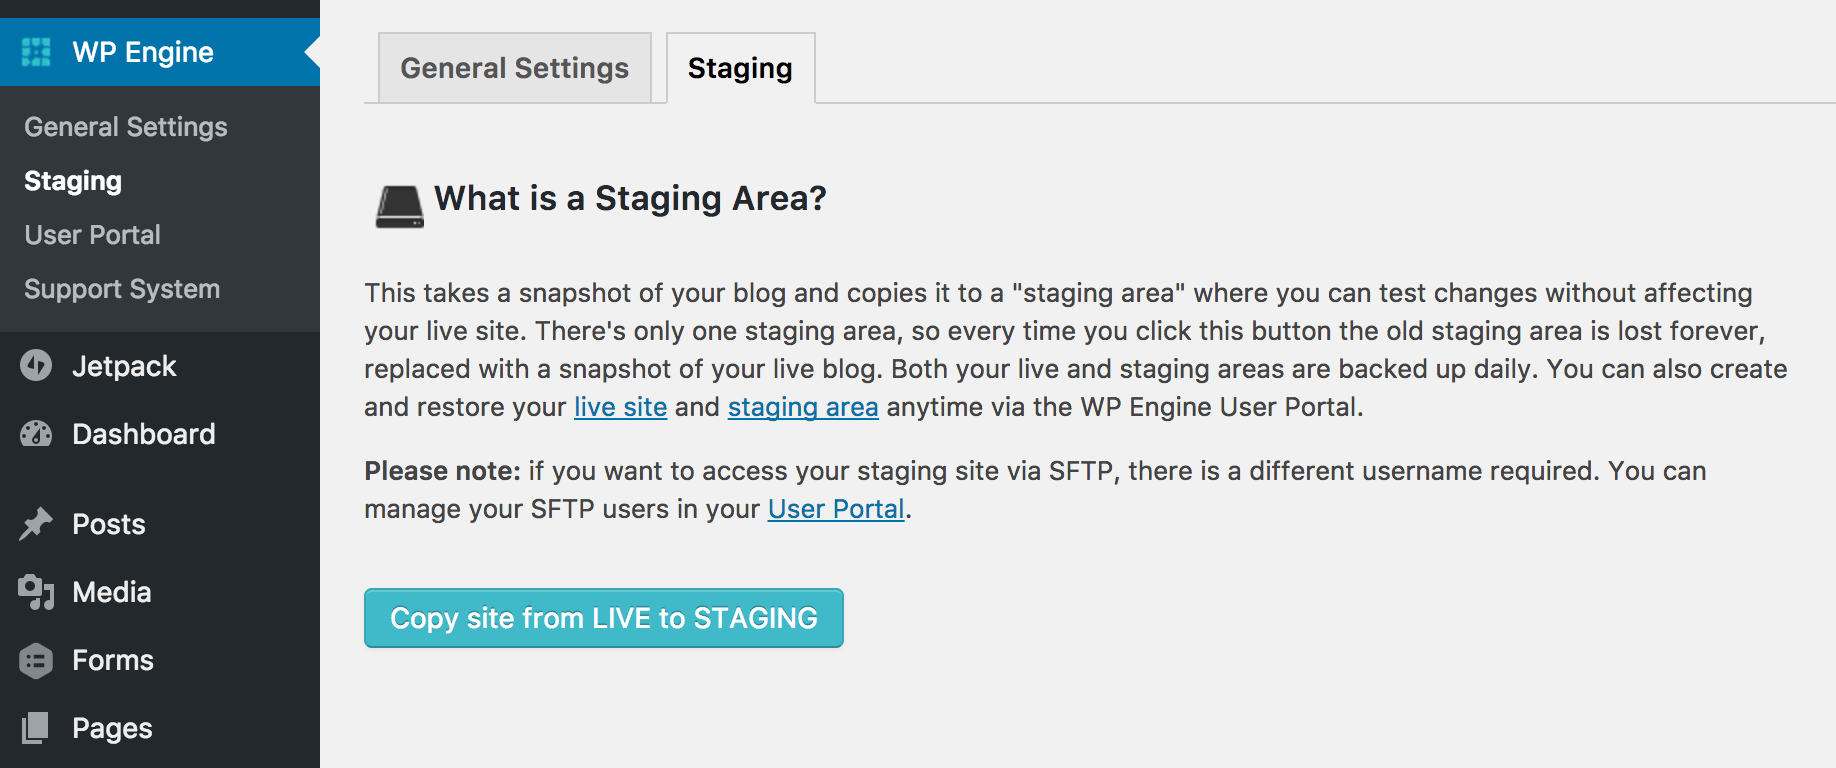 WP Engine
General Settings
Staging
User Portal
Support System
Jetpack
Dashboard
Posts
Media
Forms
Pages
General Settings
Staging
What is a Staging Area?
This takes a snapshot of your blog and copies it to a "staging area" where you can test changes without affecting
your live site. There's only one staging area, so every time you click this button the old staging area is lost forever,
replaced with a snapshot of your live blog. Both your live and staging areas are backed up daily. You can also create
and restore your live site and staging area anytime via the WP Engine User Portal.
Please note: if you want to access your staging site via SFTP, there is a different username required. You can
manage your SFTP users in your User Portal.
Copy site from LIVE to STAGING